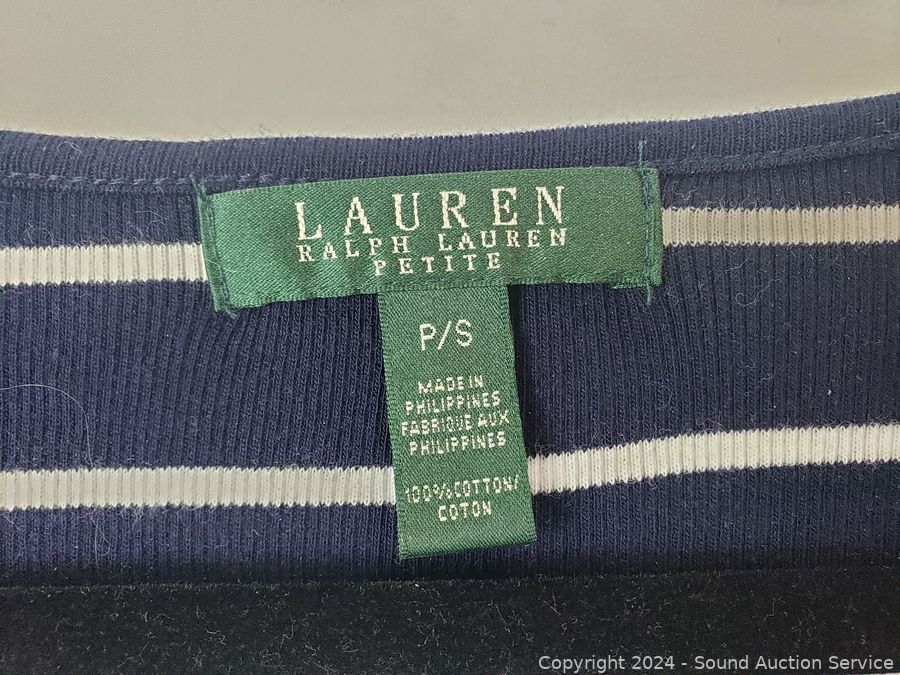 LAUREN
RALPH LAUREN
PETITE
P/S
MADE IN
PHILIPPINES
FABRIQUE AUX
PHILIPPINES
100%COTTON/
COTON
Copyright 2024 - Sound Auction Service